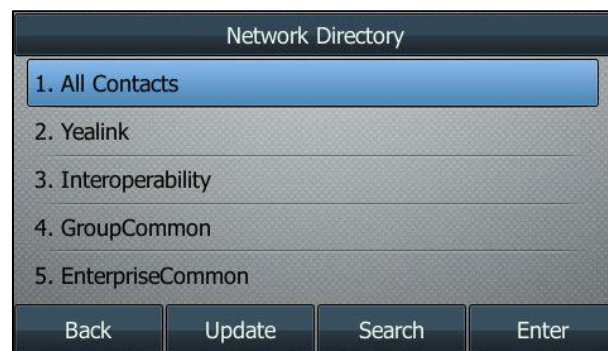 Network Directory
1. All Contacts
2. Yealink
3. Interoperability
4. GroupCommon
5. EnterpriseCommon
Back Update Search Enter